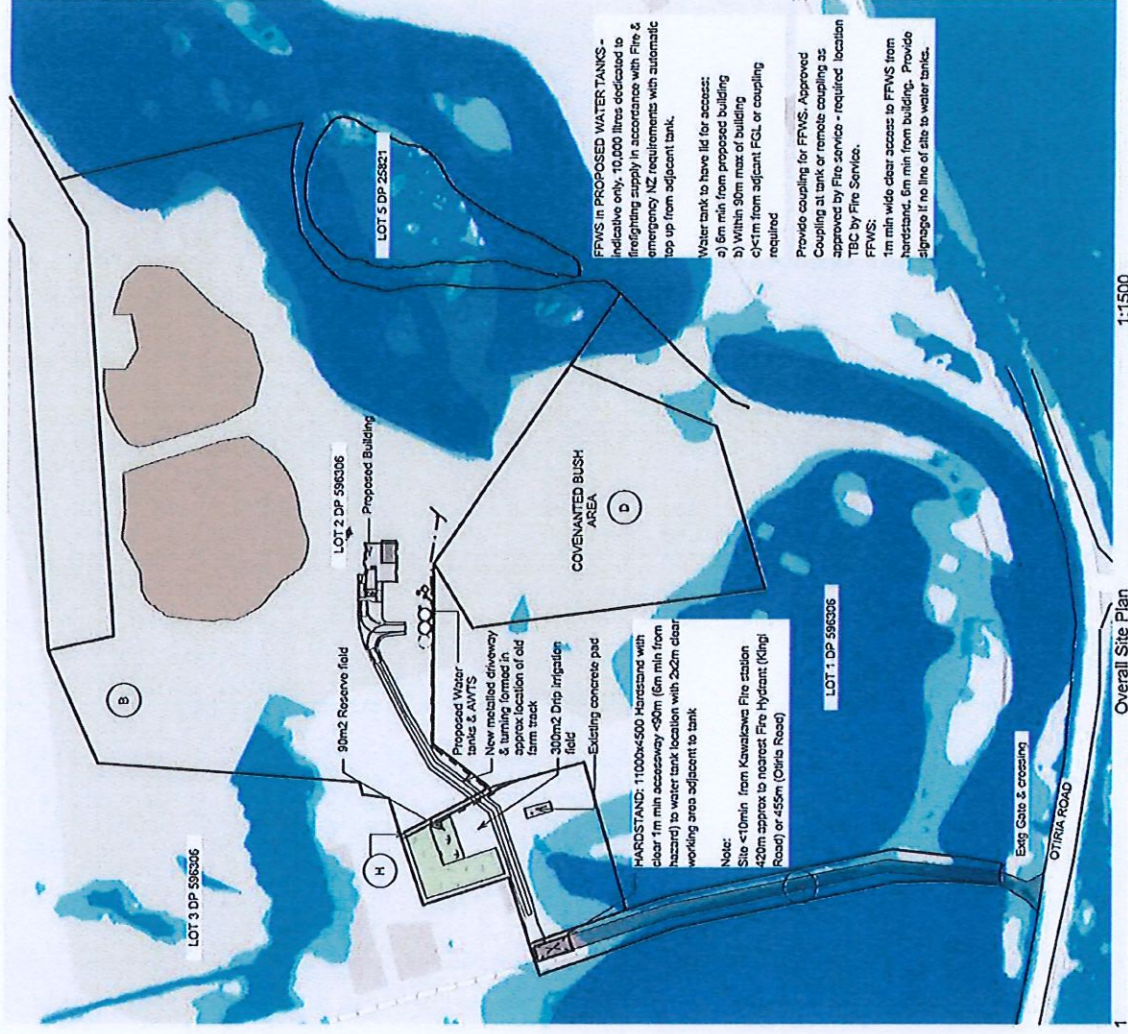 FFWS in PROPOSED WATER TANKS -
indicative only. 10,000 litres dedicated to
firefighting supply in accordance with Fire &
emergency NZ requirements with automatic
top up from adjacent tank.
Water tank to have lid for access:
a) 6m min from proposed building
b) Within 90m max of building
c)<1m from adjcant FGL or coupling
required
Provide coupling for FFWS. Approved
Coupling at tank or remote coupling as
approved by Fire service - required location
TBC by Fire Service.
FFWS:
1m min wide clear access to FFWS from
hardstand. 6m min from building. Provide
signage if no line of site to water tanks.
LOT 5 DP 25821
LOT 2 DP 596306
Proposed Building
B
90m2 Reserve field
Proposed Water
tanks & AWTS
New metalled driveway
& turning formed in
approx location of old
farm track
300m2 Drip irrigation
field
Existing concrete pad
COVENANTED BUSH
AREA
D
H
LOT 3 DP 596306
HARDSTAND: 11000x4500 Hardstand with
clear 1m min accessway <90m (6m min from
hazard) to water tank location with 2x2m clear
working area adjacent to tank
Note:
Site <10min from Kawakawa Fire station
420m approx to nearest Fire Hydrant (Kingi
Road) or 455m (Otiria Road)
LOT 1 DP 596306
Extg Gate & crossing
OTIRIA ROAD
1
Overall Site Plan
1:1500